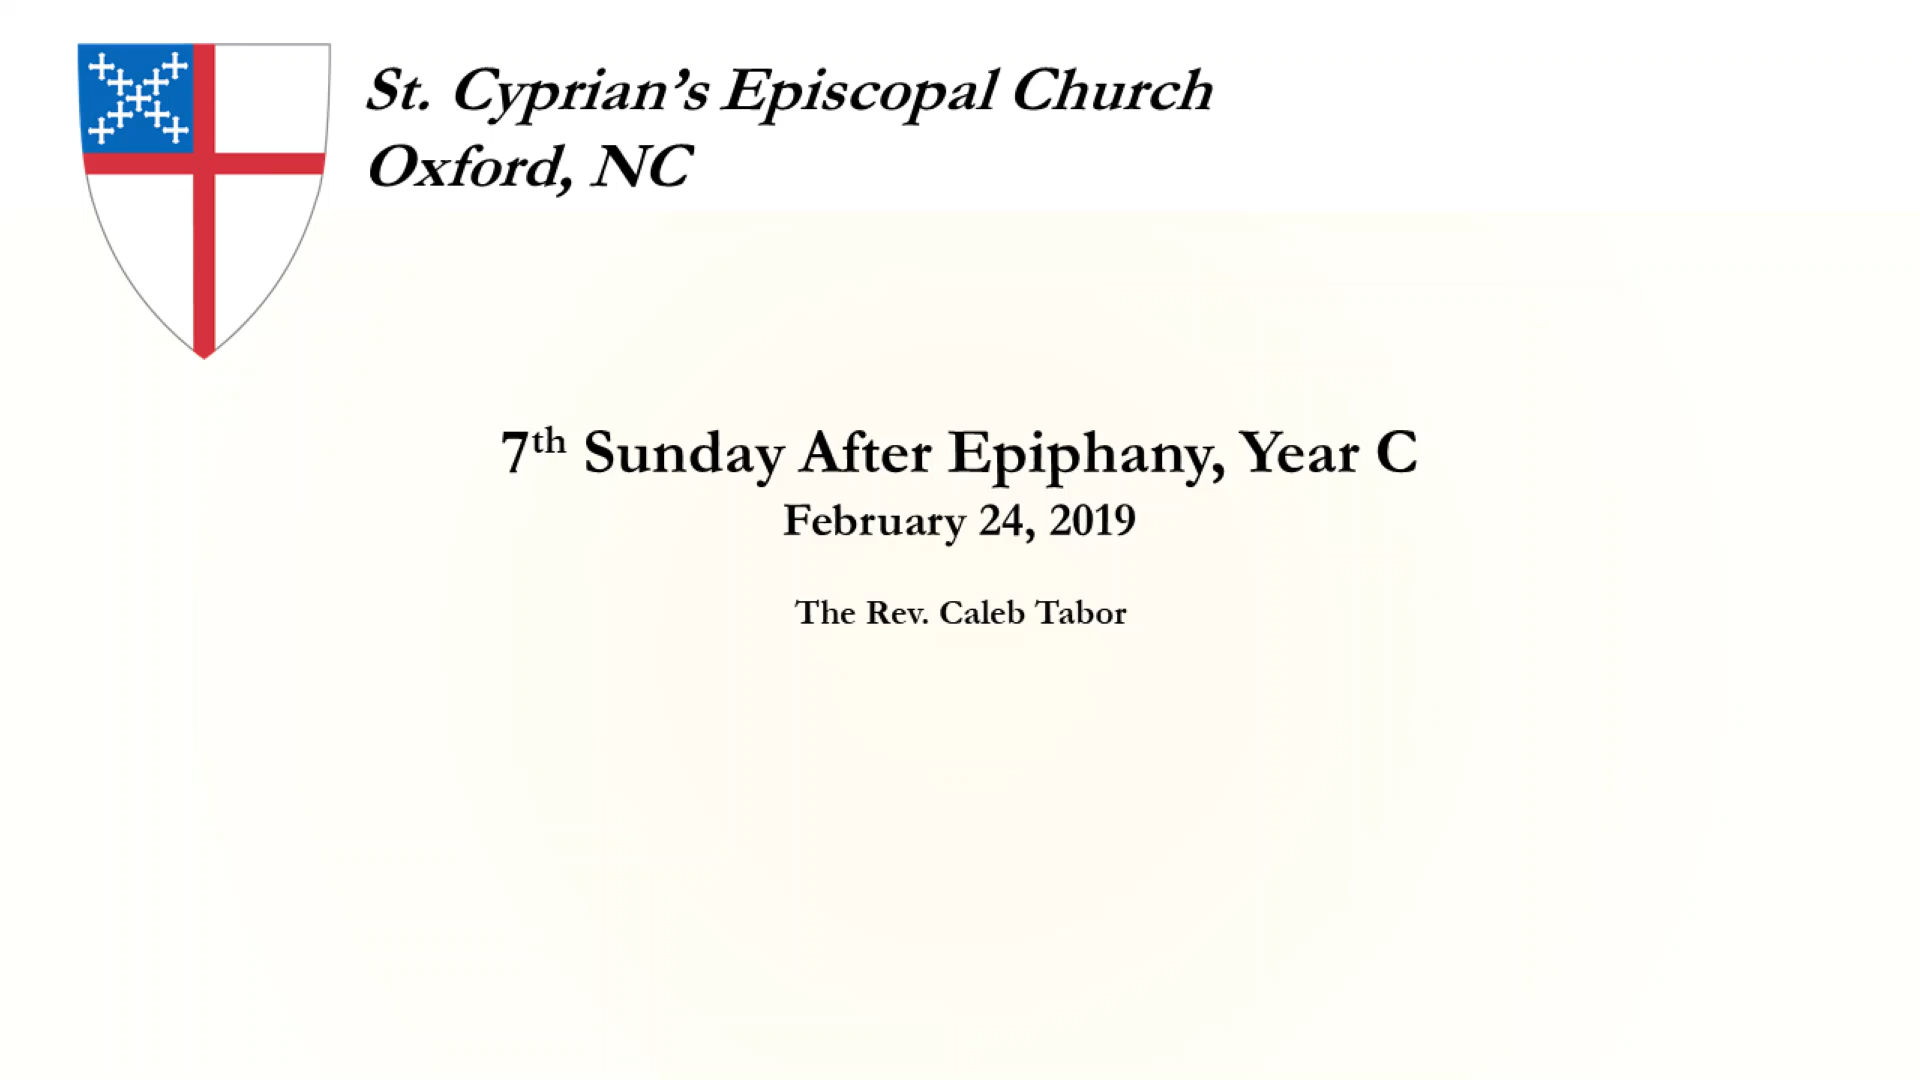 St. Cyprian’s Episcopal Church
Oxford, NC
7th Sunday After Epiphany, Year C
February 24, 2019
The Rev. Caleb Tabor